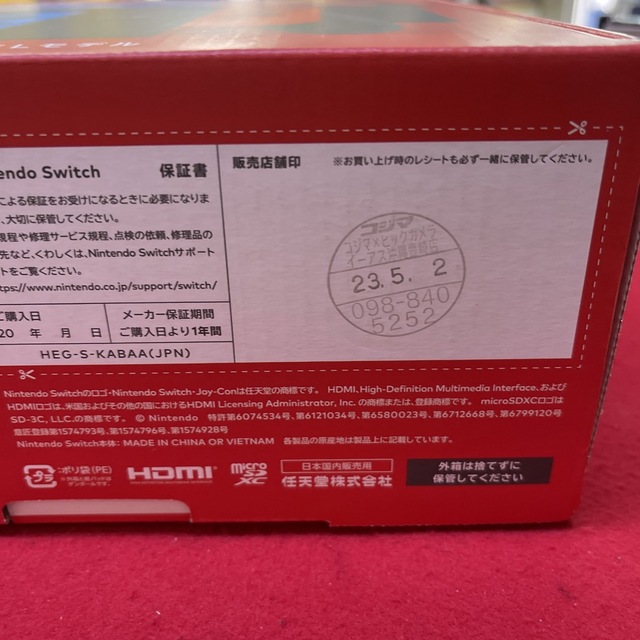 endo Switch 保証書
による保証をお受けになるときに必要になりま
、大切に保管してください。
規程や修理サービス規程、点検の依頼、修理品の
先など、くわしくは、Nintendo Switchサポート
トをご覧ください。
ttps://www.nintendo.co.jp/support/switch/
ご購入日 メーカー保証期間
20 年 月 日 ご購入日より1年間
HEG-S-KABAA(JPN)
販売店舗印 ※お買い上げ時のレシートも必ず一緒に保管してください。
コジマ
コジマ×ビックカメラ
23.5. 2
098-840
5252
Nintendo Switchのロゴ・Nintendo Switch・Joy-Conは任天堂の商標です。 HDMI、High-Definition Multimedia Interface、および
HDMIロゴは、米国およびその他の国におけるHDMI Licensing Administrator, Inc. の商標または、登録商標です。 microSDXCロゴは
SD-3C, LLC.の商標です。 © Nintendo 特許第6074534号、第6121034号、第6580023号、第6712668号、第6799120号
意匠登録第1574793号、第1574796号、第1574928号
Nintendo Switch本体: MADE IN CHINA OR VIETNAM 各製品の原産地は製品上に記載しています。
プラ :ポリ袋(PE)
※外箱と紙パッドは
ダンボールです。
HDMI
micro
SD
XC
日本国内販売用
任天堂株式会社
外箱は捨てずに
保管してください